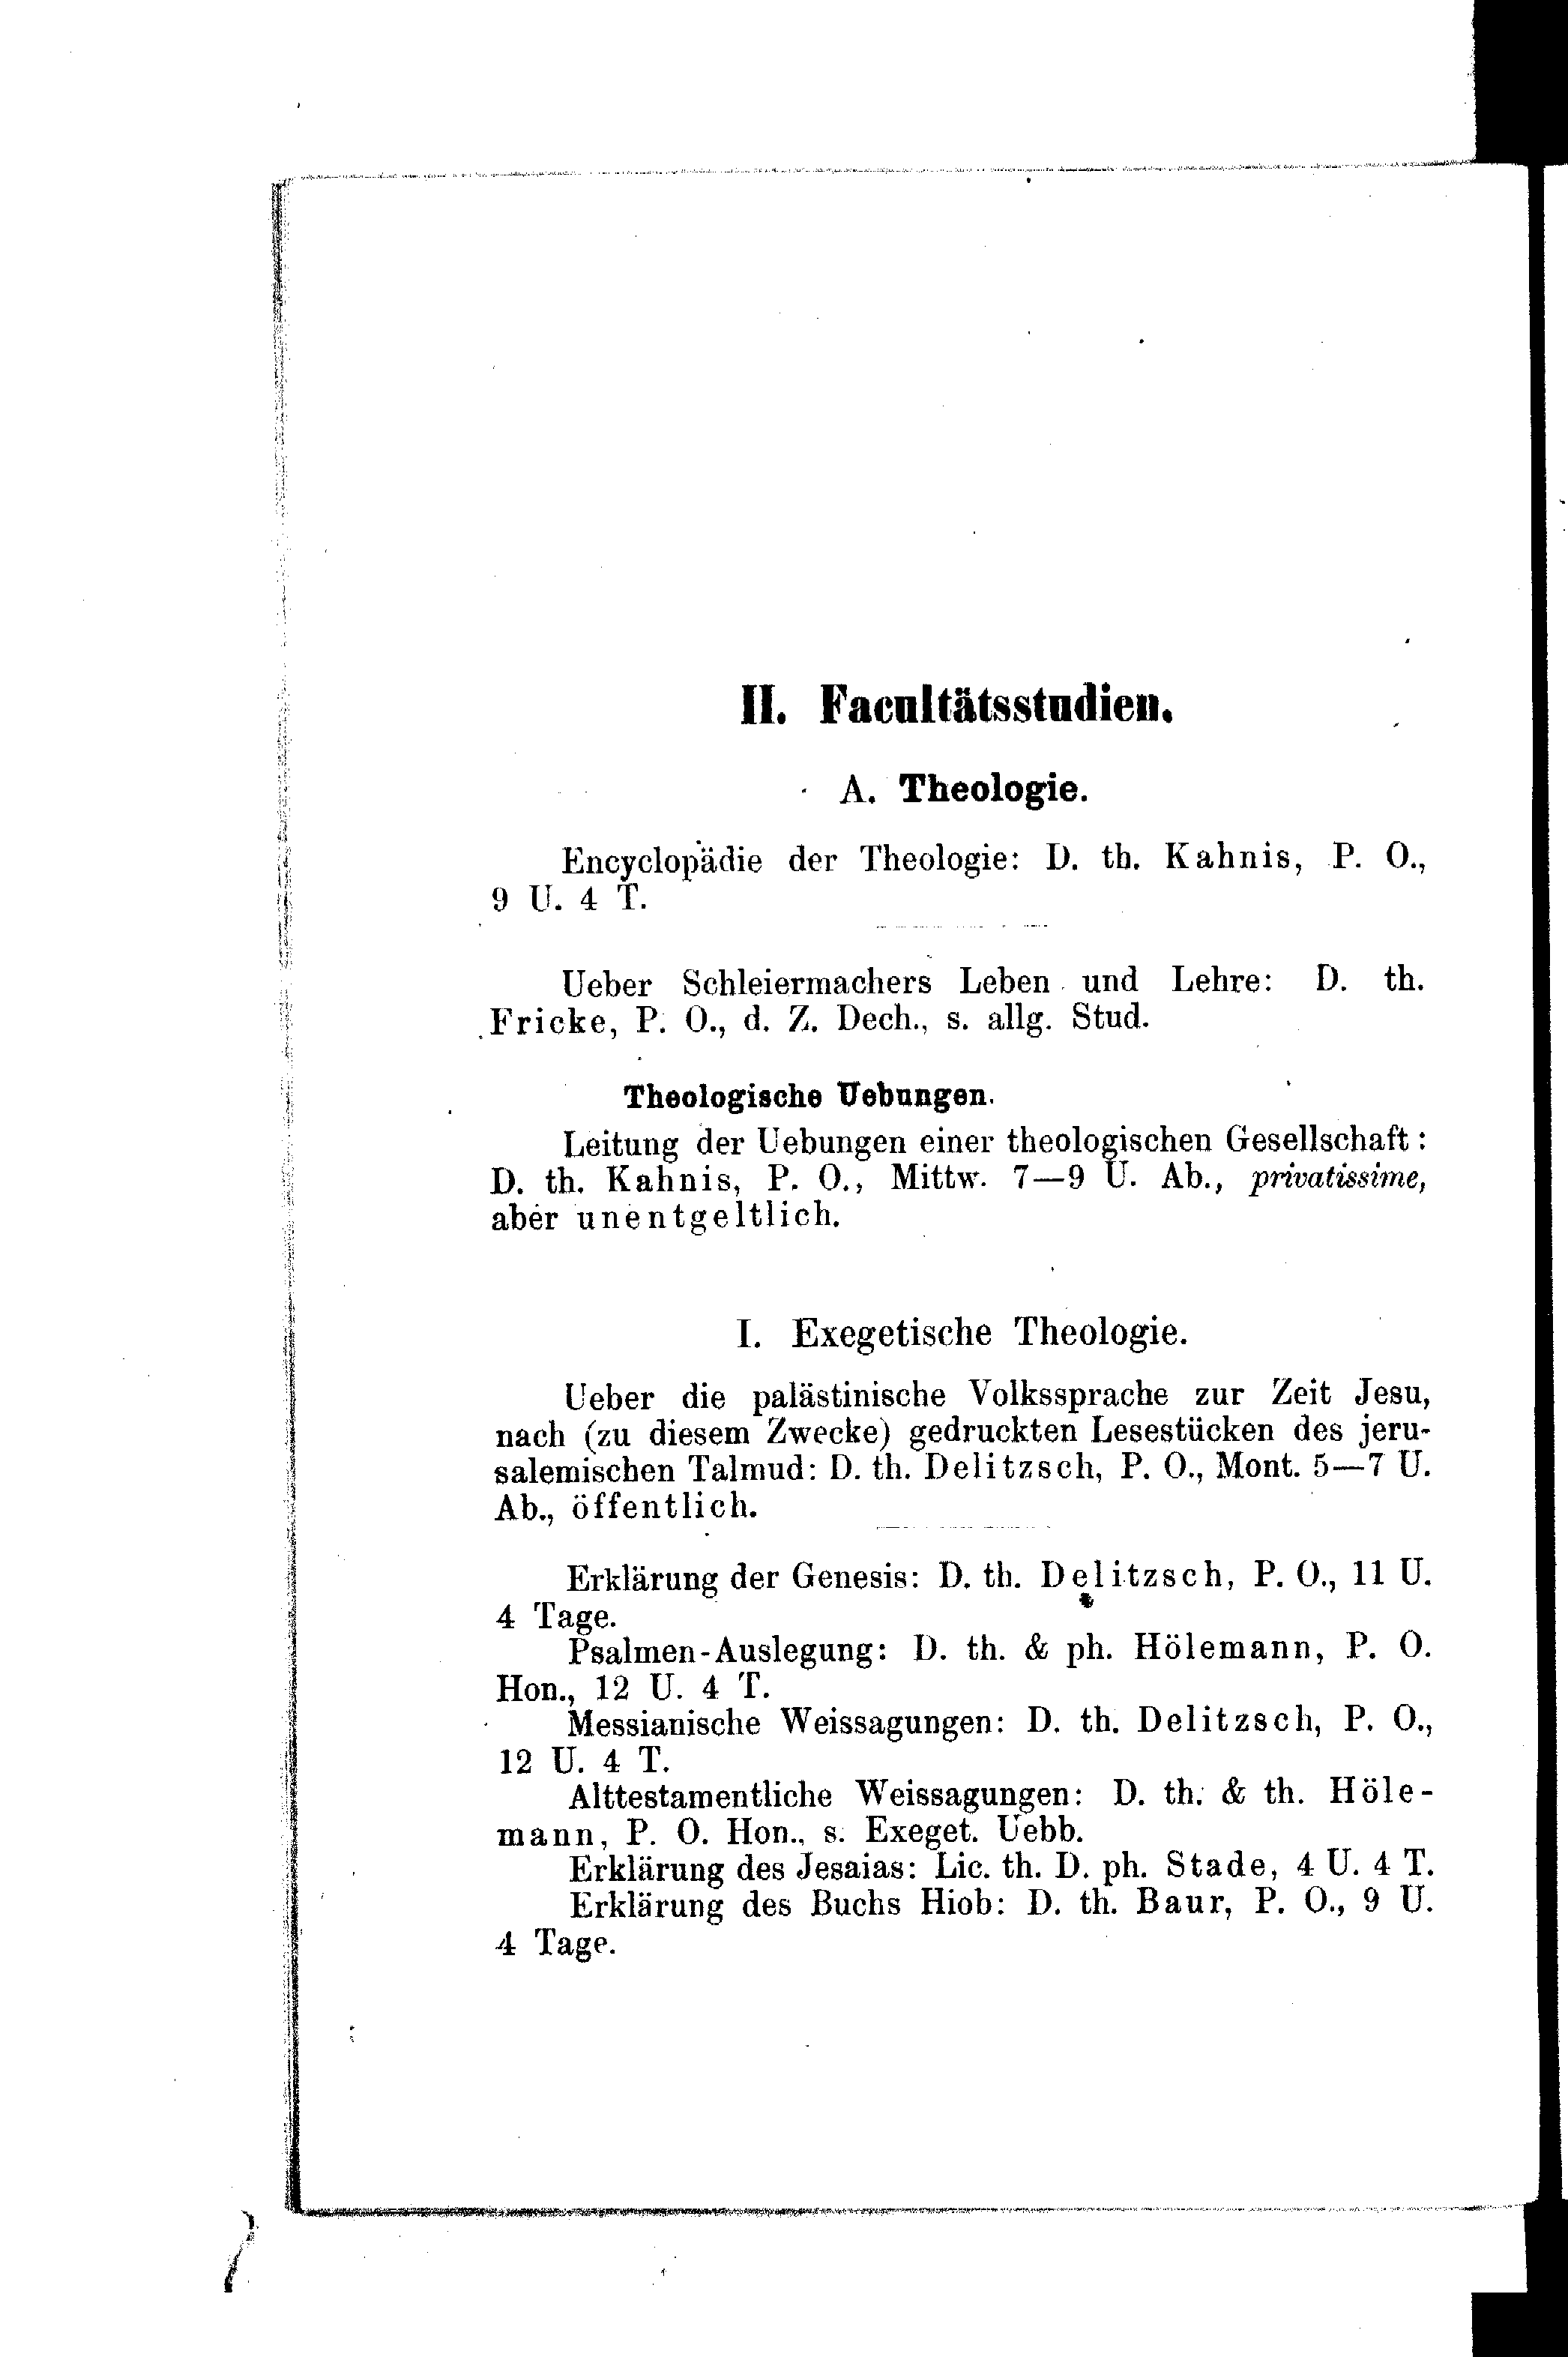 II. Facultätsstudien.
A. Theologie.
Encyclopädie der Theologie: D. th. Kahnis, P. O.,
9 U. 4 T.
Ueber Schleiermachers Leben und Lehre: D. th.
Fricke, P. O., d. Z. Dech., s. allg. Stud.
Theologische Uebungen.
Leitung der Uebungen einer theologischen Gesellschaft:
D. th. Kahnis, P. O., Mittw. 7—9 U. Ab., privatissime,
aber unentgeltlich.
I. Exegetische Theologie.
Ueber die palästinische Volkssprache zur Zeit Jesu,
nach (zu diesem Zwecke) gedruckten Lesestücken des jeru-
salemischen Talmud: D. th. Delitzsch, P. O., Mont. 5—7 U.
Ab., öffentlich.
Erklärung der Genesis: D. th. Delitzsch, P. O., 11 U.
4 Tage.
Psalmen-Auslegung: D. th. & ph. Hölemann, P. O.
Hon., 12 U. 4 T.
Messianische Weissagungen: D. th. Delitzsch, P. O.,
12 U. 4 T.
Alttestamentliche Weissagungen: D. th. & th. Höle-
mann, P. O. Hon., s. Exeget. Uebb.
Erklärung des Jesaias: Lic. th. D. ph. Stade, 4 U. 4 T.
Erklärung des Buchs Hiob: D. th. Baur, P. O., 9 U.
4 Tage.